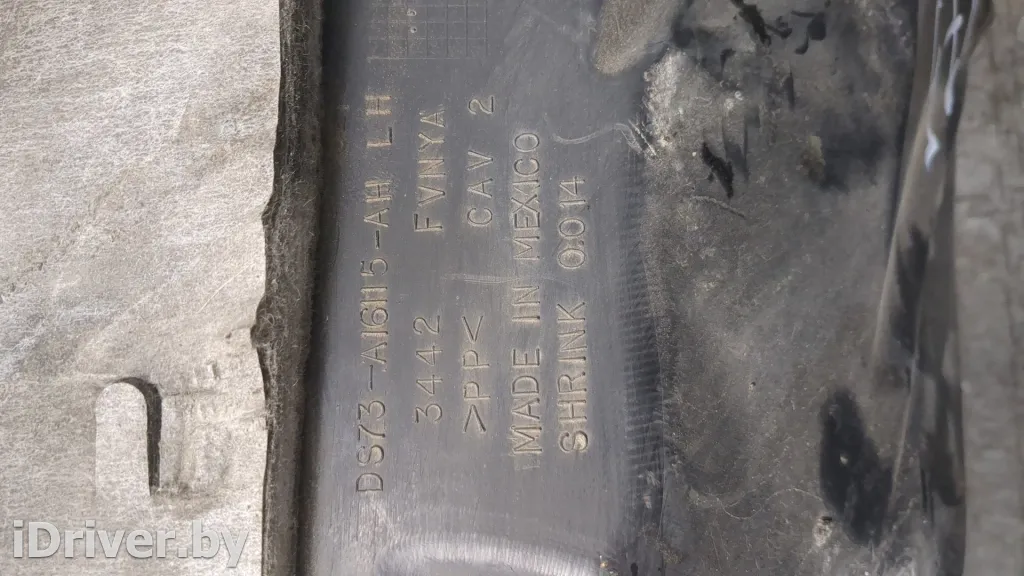 DS73-A16115-AH LH
3442 FVNYA
>PP< CAV 2
MADE IN MEXICO
SHRINK 0.014
iDriver.by